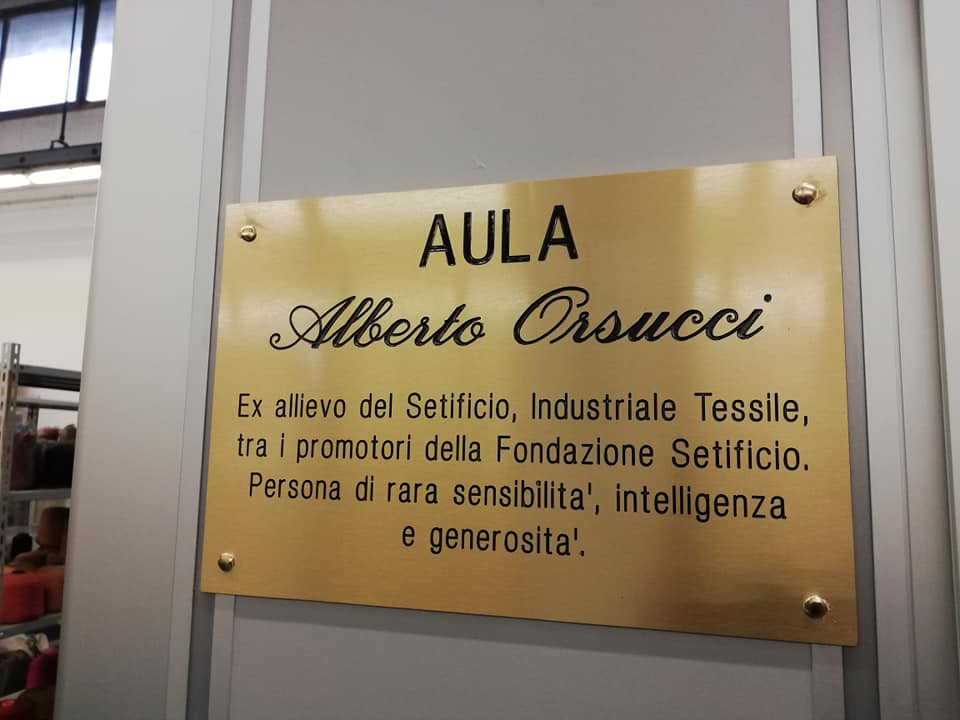 AULA
Alberto Orsucci
Ex allievo del Setificio, Industriale Tessile,
tra i promotori della Fondazione Setificio.
Persona di rara sensibilita', intelligenza
e generosita'.